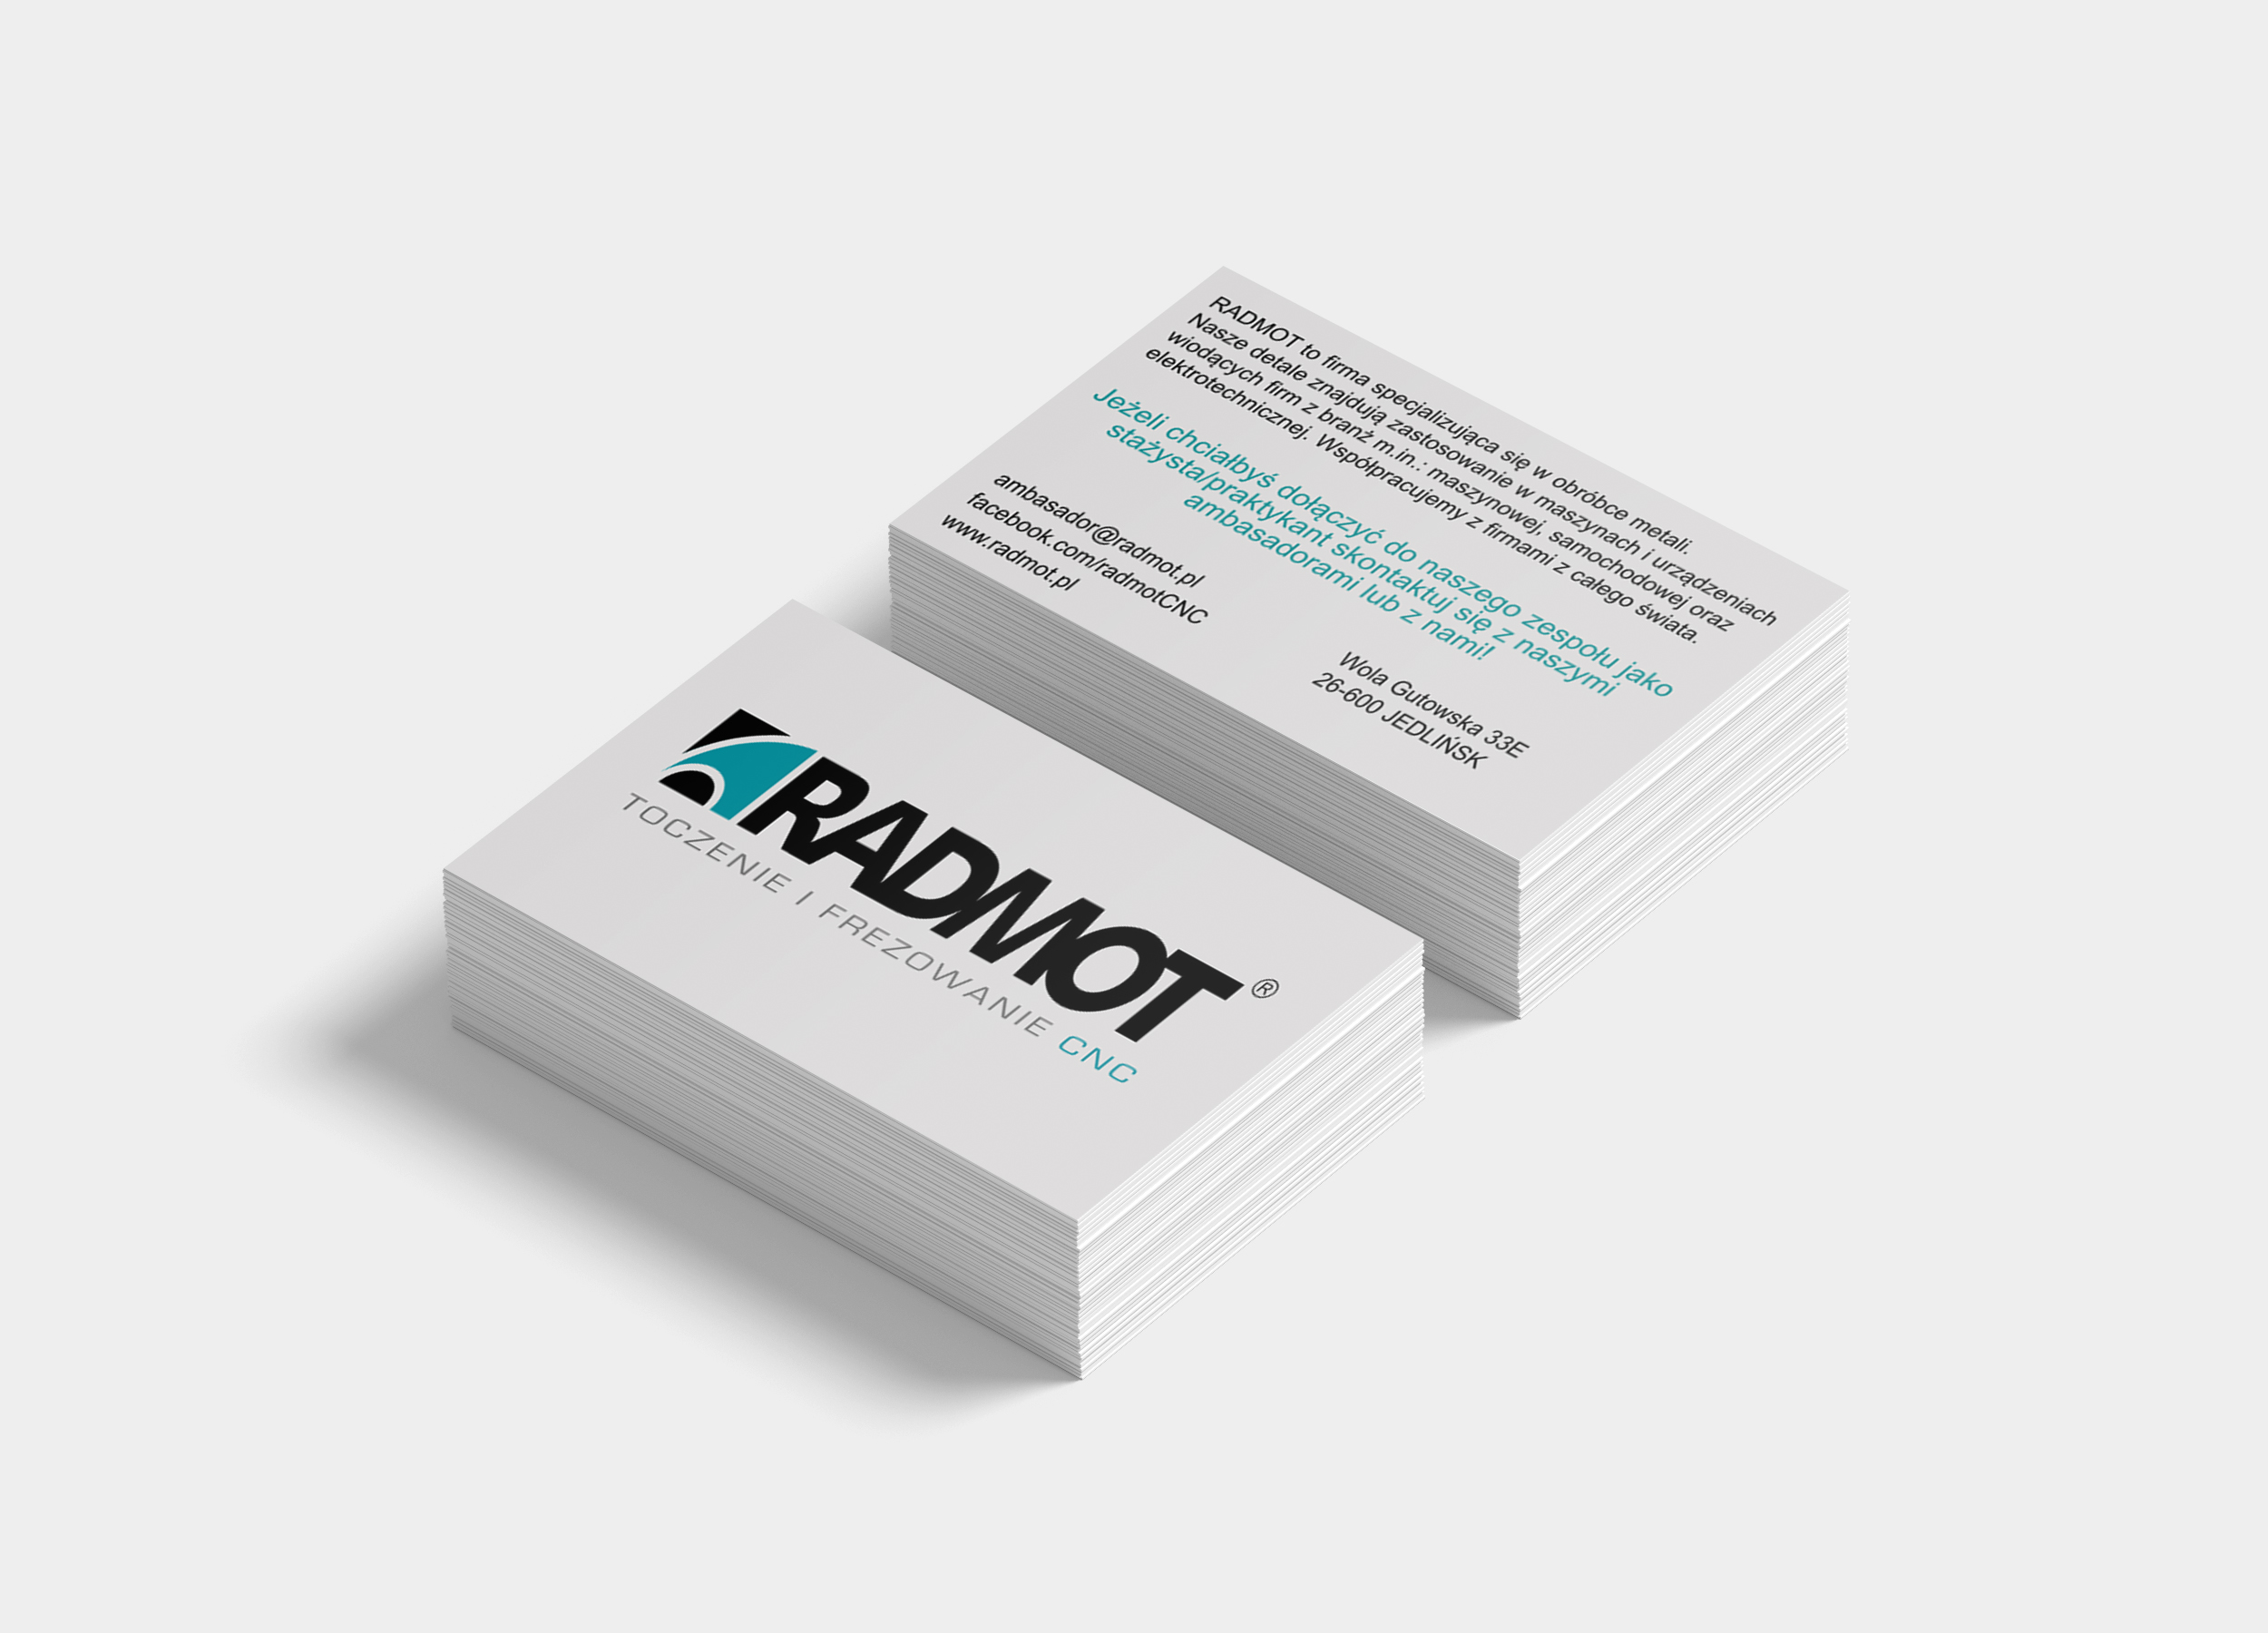 RADMOT to firma specjalizująca się w obróbce metali.
Nasze detale znajdują zastosowanie w maszynach i urządzeniach
wiodących firm z branż m.in.: maszynowej, samochodowej oraz
elektrotechnicznej. Współpracujemy z firmami z całego świata.
Jeżeli chciałbyś dołączyć do naszego zespołu jako
stażysta/praktykant skontaktuj się z naszymi
ambasadorami lub z nami!
ambasador@radmot.pl
facebook.com/radmotCNC
www.radmot.pl
Wola Gutowska 33E
26-600 JEDLIŃSK
RADMOT®
TOCZENIE I FREZOWANIE CNC